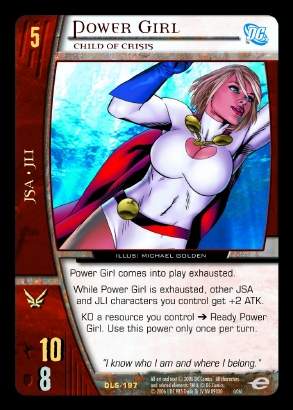 5
POWER GIRL
CHILD OF CRISIS
DC
JSA • JLI
ILLUS: MICHAEL GOLDEN
Power Girl comes into play exhausted.
While Power Girl is exhausted, other JSA
and JLI characters you control get +2 ATK.
KO a resource you control → Ready Power
Girl. Use this power only once per turn.
10
8
"I know who I am and where I belong."
DLS-197